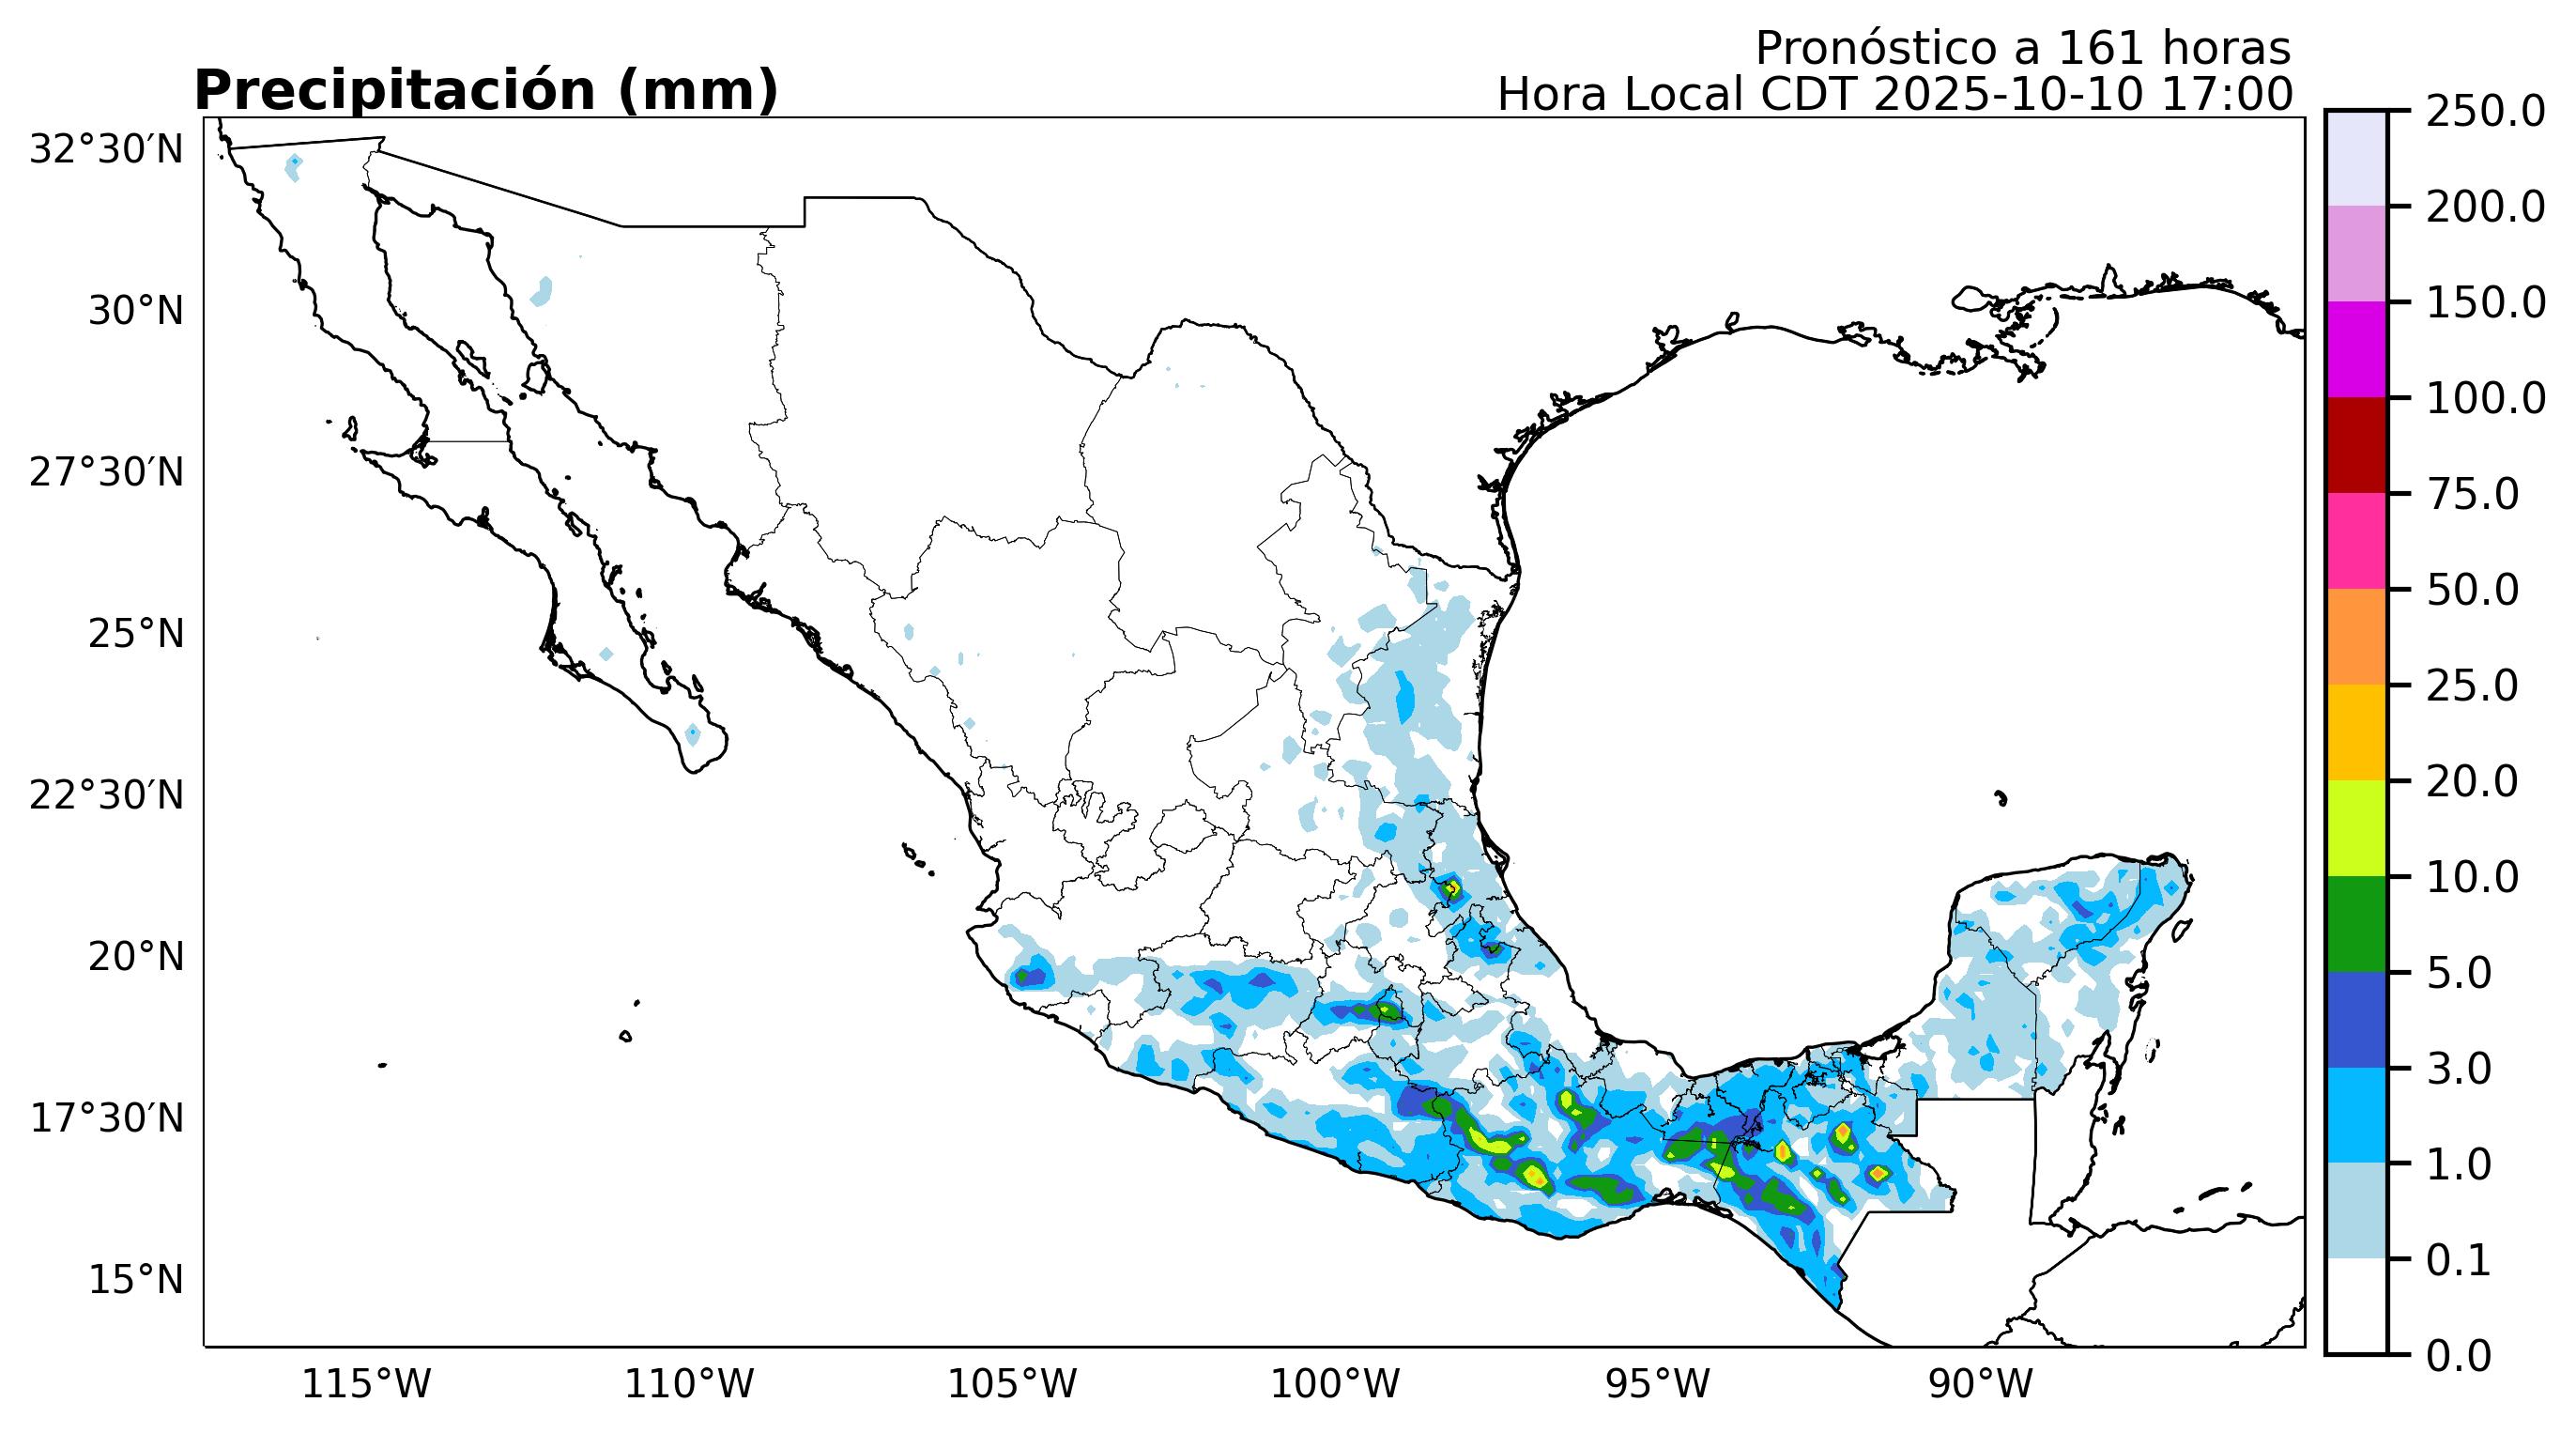 Pronóstico a 161 horas
Precipitación (mm)
Hora Local CDT 2025-10-10 17:00
32°30′N
30°N
27°30′N
25°N
22°30′N
20°N
17°30′N
15°N
115°W
110°W
105°W
100°W
95°W
90°W
250.0
200.0
150.0
100.0
75.0
50.0
25.0
20.0
10.0
5.0
3.0
1.0
0.1
0.0